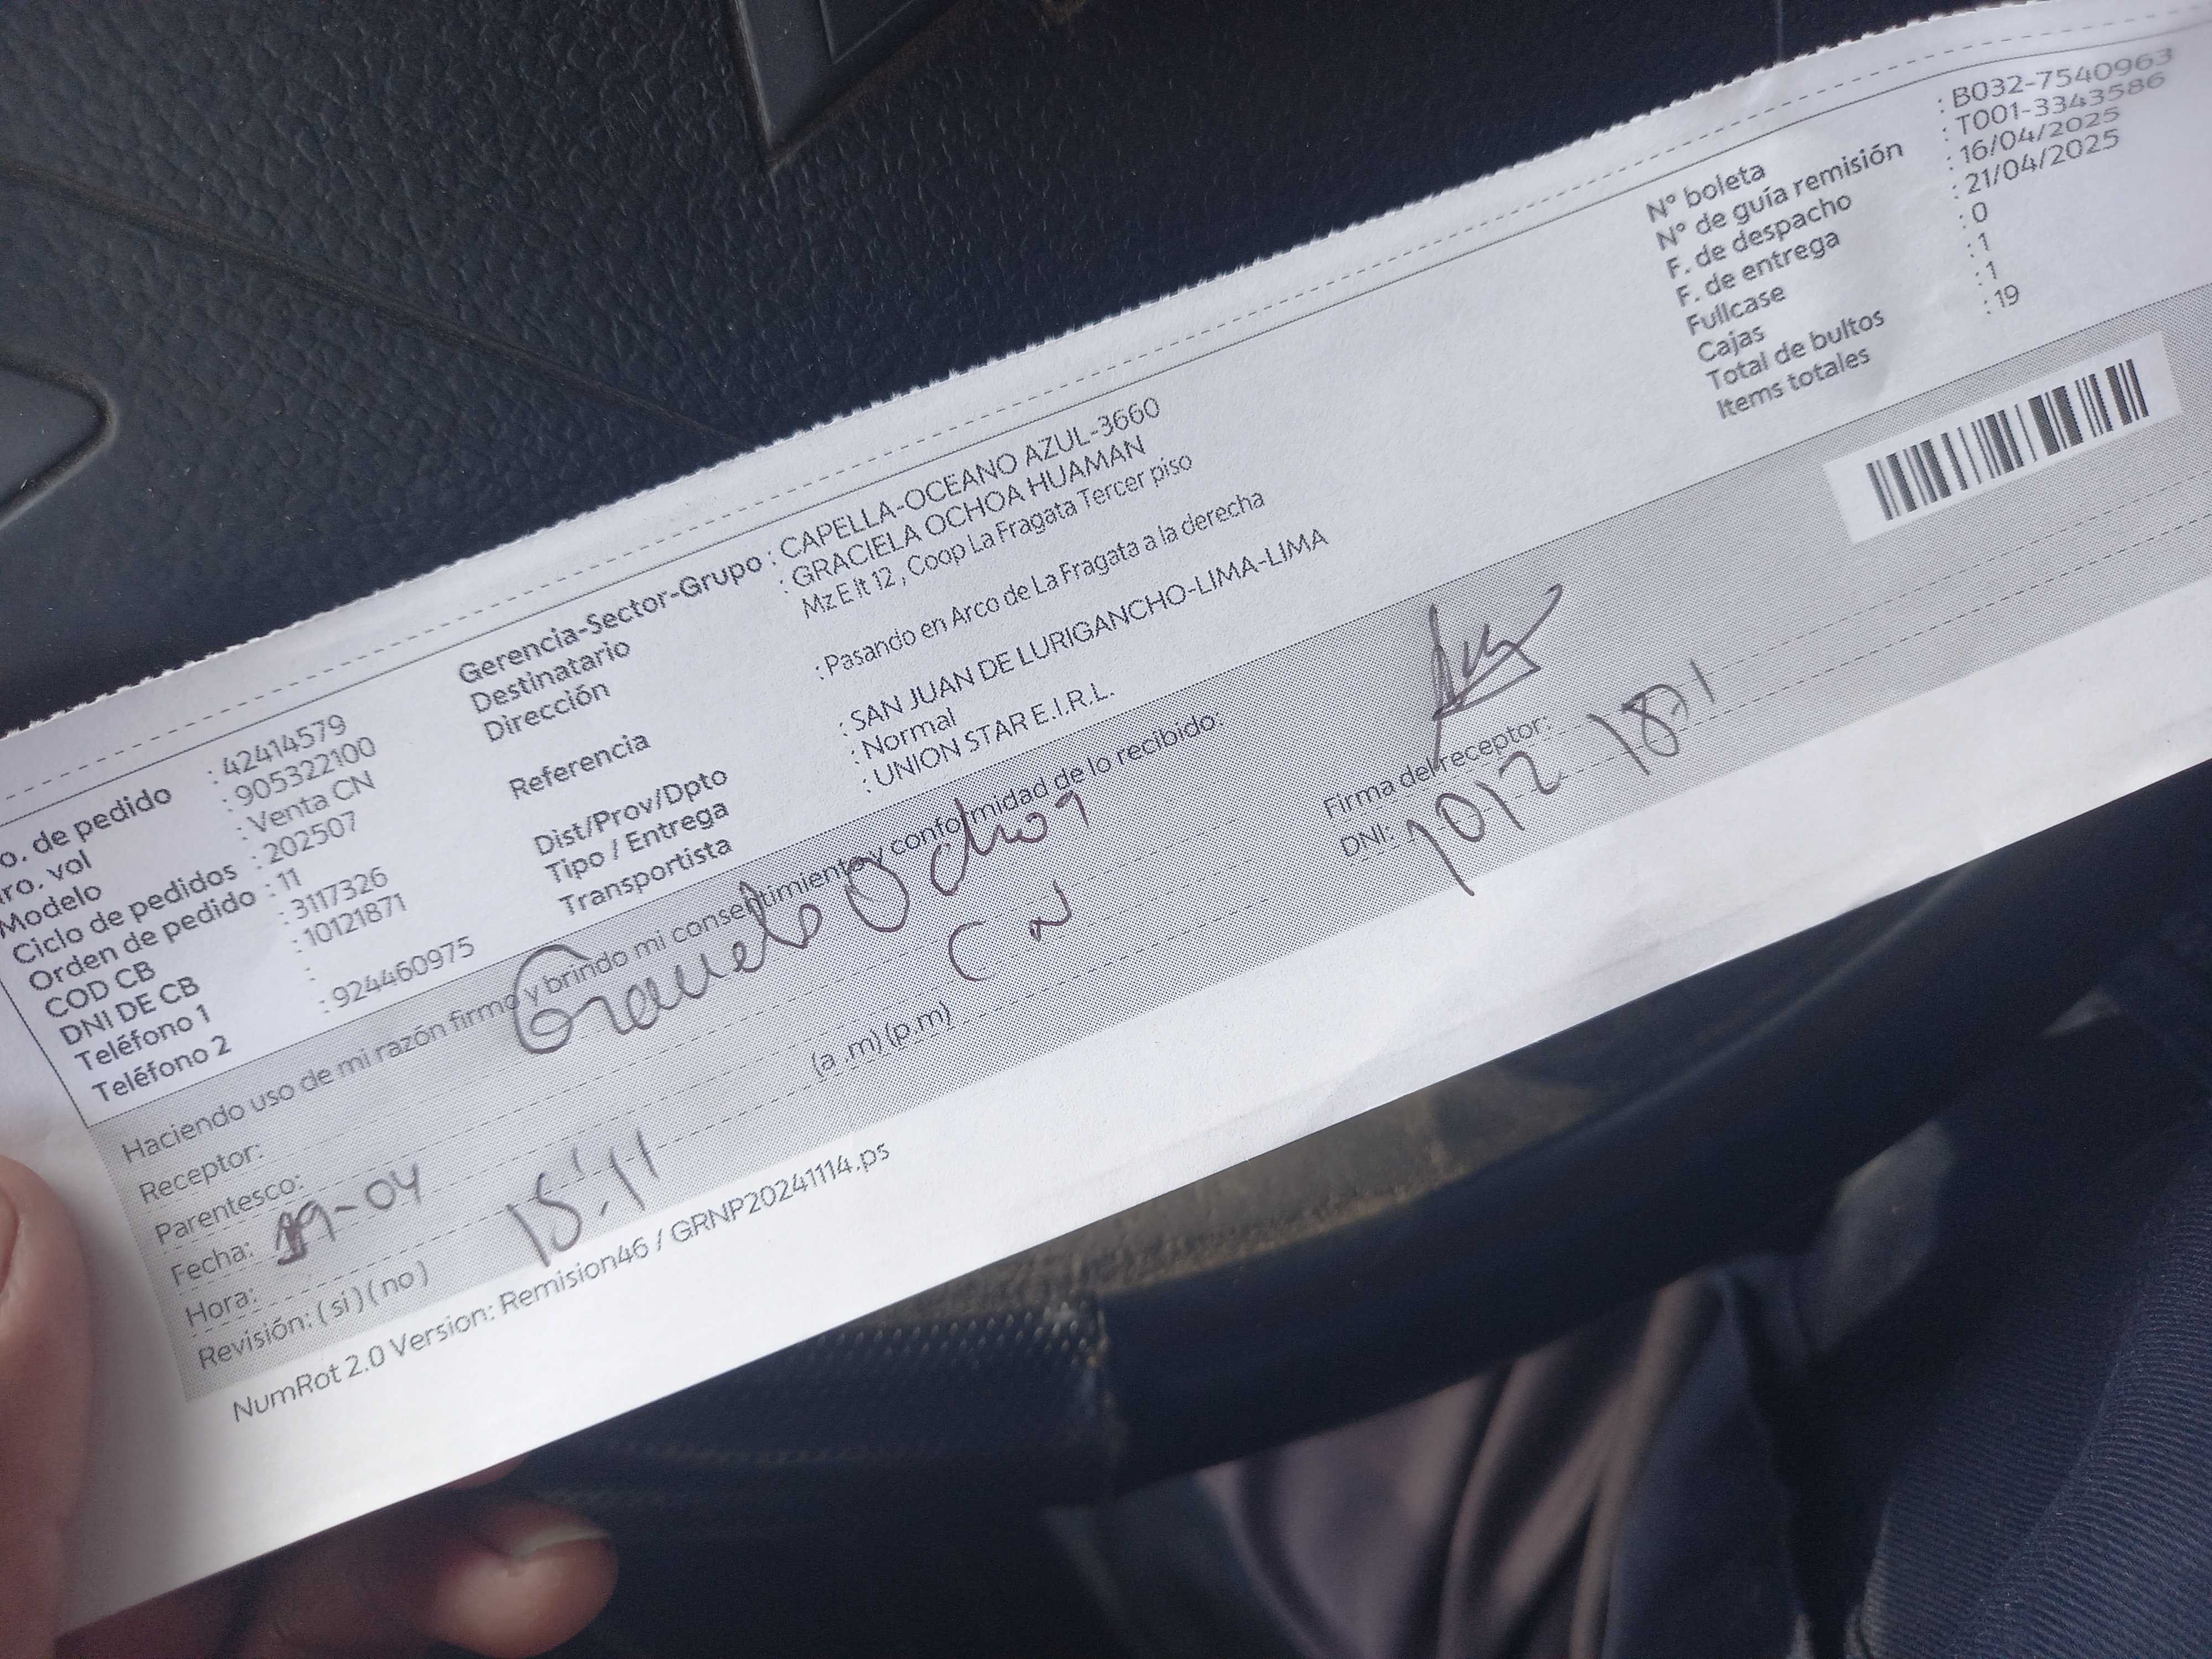 o. de pedido : 42414579
ro. vol : 905322100
Modelo : Venta CN
Ciclo de pedidos : 202507
Orden de pedido : 11
COD CB : 3117326
DNI DE CB : 10121871
Teléfono 1 :
Teléfono 2 : 924460975
Gerencia-Sector-Grupo : CAPELLA-OCEANO AZUL-3660
Destinatario : GRACIELA OCHOA HUAMAN
Dirección Mz E lt 12 , Coop La Fragata Tercer piso
Referencia : Pasando en Arco de La Fragata a la derecha
Dist/Prov/Dpto : SAN JUAN DE LURIGANCHO-LIMA-LIMA
Tipo / Entrega : Normal
Transportista : UNION STAR E.I.R.L.
N° boleta : B032-7540963
N° de guía remisión : T001-3343586
F. de despacho : 16/04/2025
F. de entrega : 21/04/2025
Fullcase : 0
Cajas : 1
Total de bultos : 1
Items totales : 19
Haciendo uso de mi razón firmo y brindo mi consentimiento y conformidad de lo recibido:
Receptor: Ochoa
Parentesco: CN
Fecha: 19-04
Hora: 15:11 (a .m) (p.m)
Revisión: ( si ) ( no )
Firma del receptor:
DNI: 1012 1871
NumRot 2.0 Version: Remision46 / GRNP20241114.ps